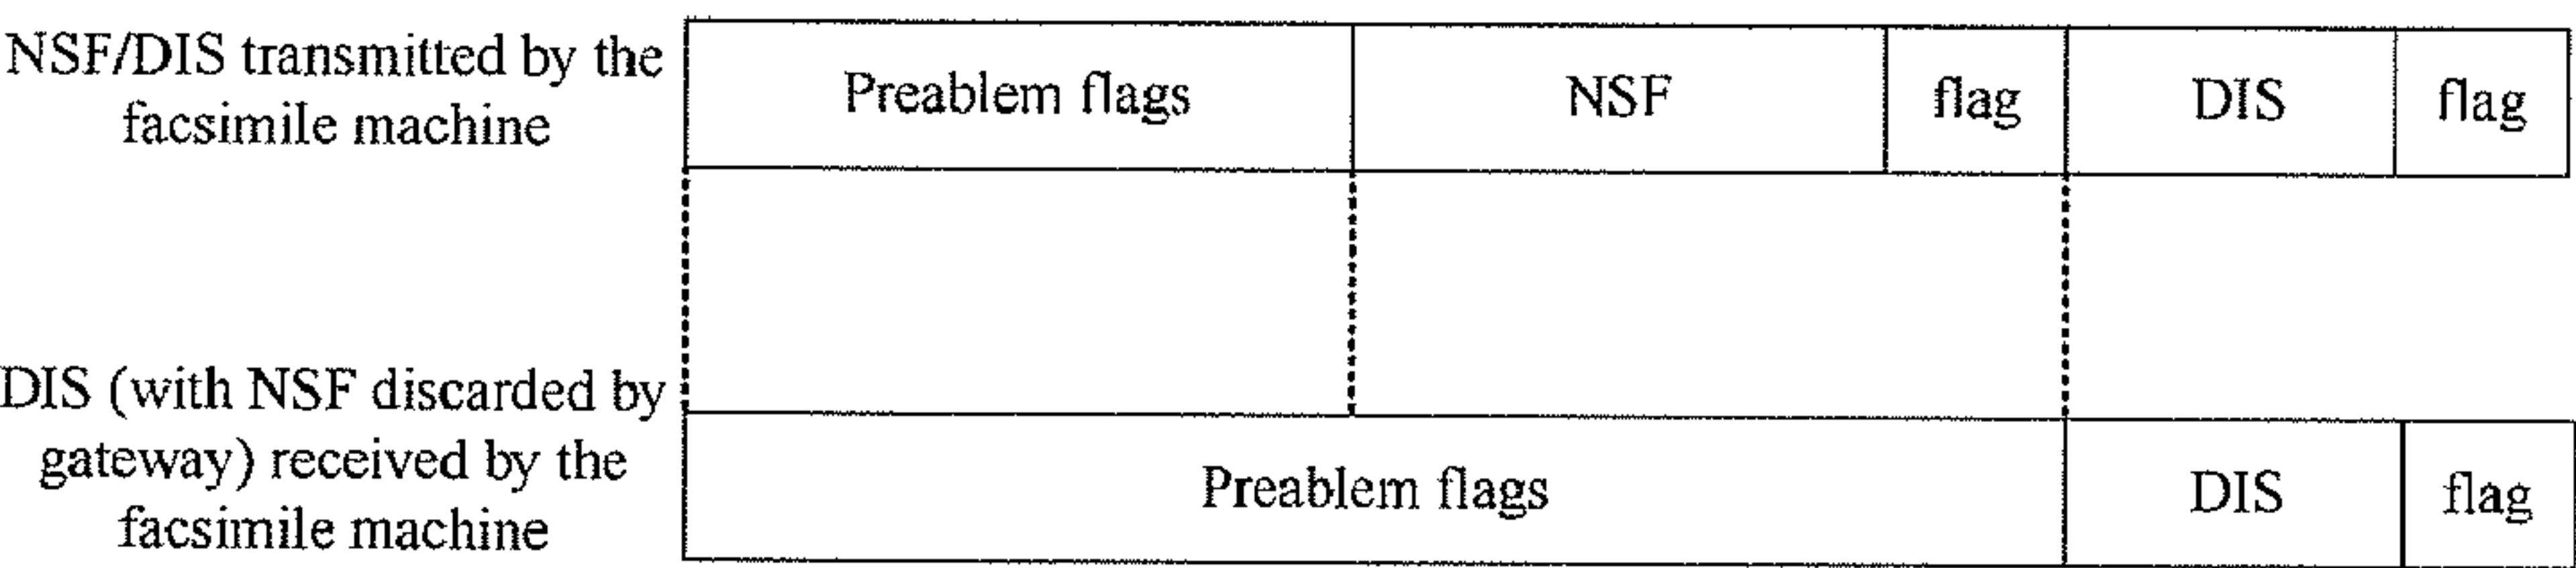 NSF/DIS transmitted by the
facsimile machine
Preablem flags
NSF
flag
DIS
flag
DIS (with NSF discarded by
gateway) received by the
facsimile machine
Preablem flags
DIS
flag